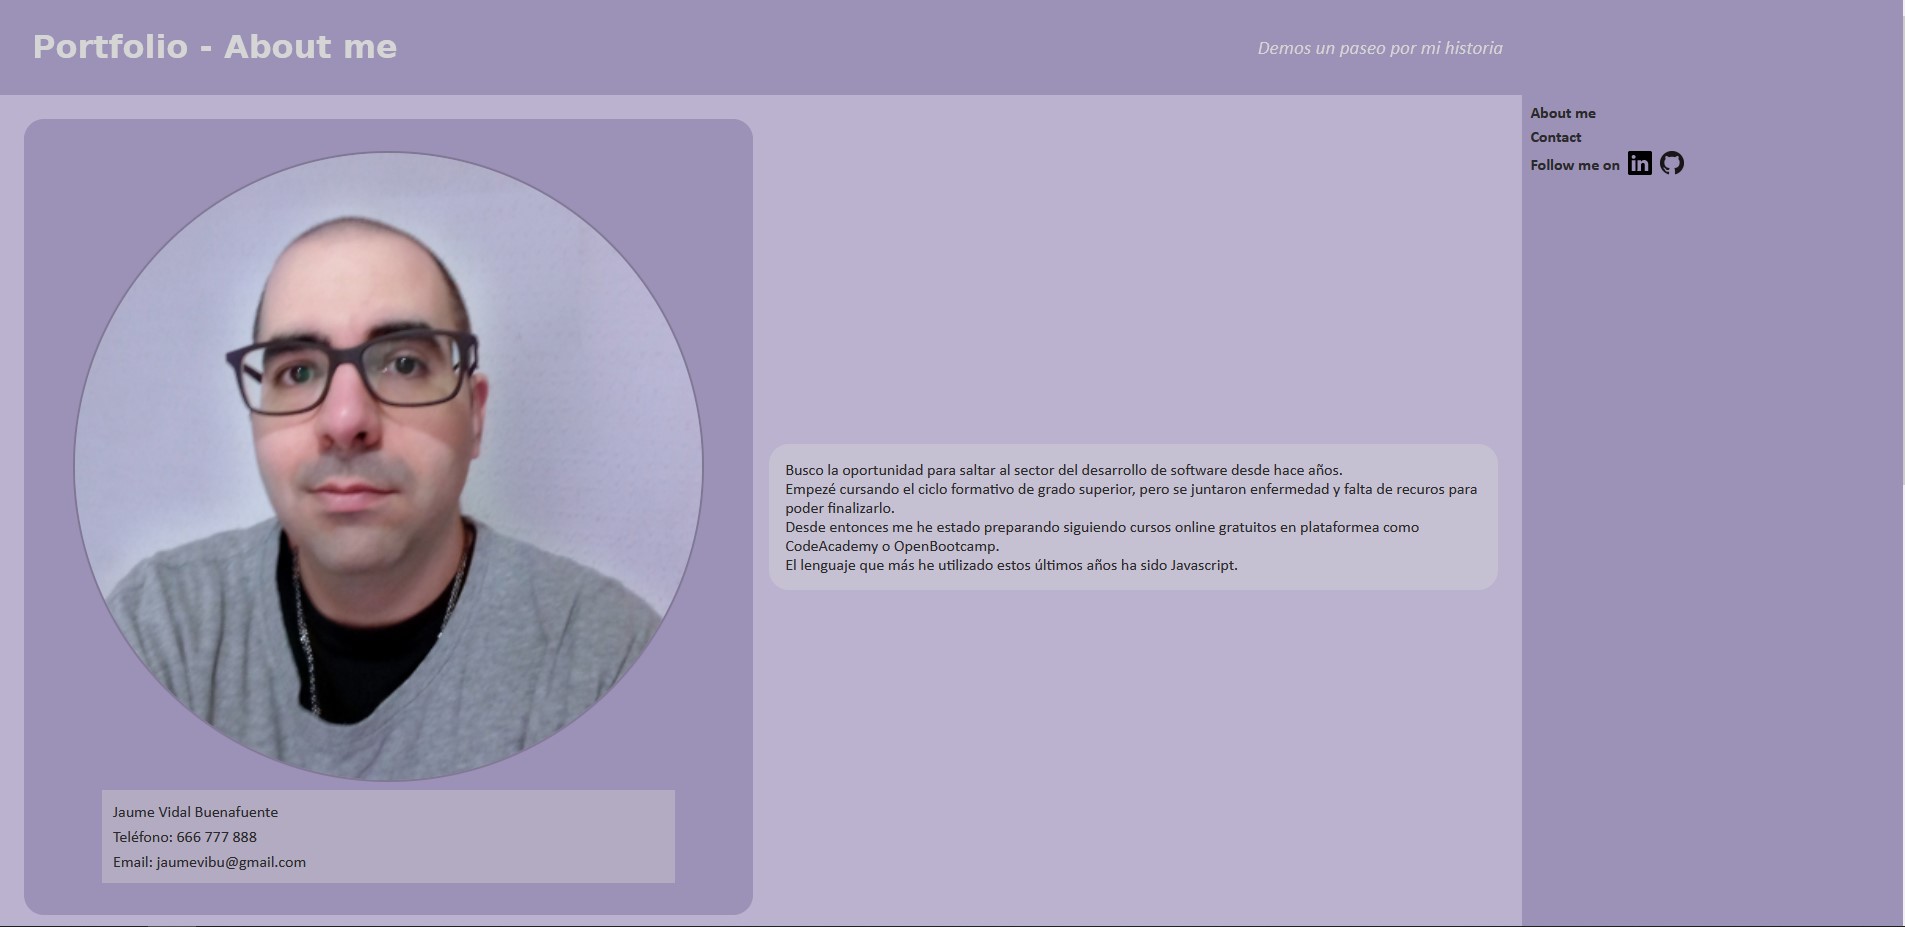 Portfolio - About me
Demos un paseo por mi historia
About me
Contact
Follow me on in
Busco la oportunidad para saltar al sector del desarrollo de software desde hace años.
Empezé cursando el ciclo formativo de grado superior, pero se juntaron enfermedad y falta de recuros para
poder finalizarlo.
Desde entonces me he estado preparando siguiendo cursos online gratuitos en plataformea como
CodeAcademy o OpenBootcamp.
El lenguaje que más he utilizado estos últimos años ha sido Javascript.
Jaume Vidal Buenafuente
Teléfono: 666 777 888
Email: jaumevibu@gmail.com